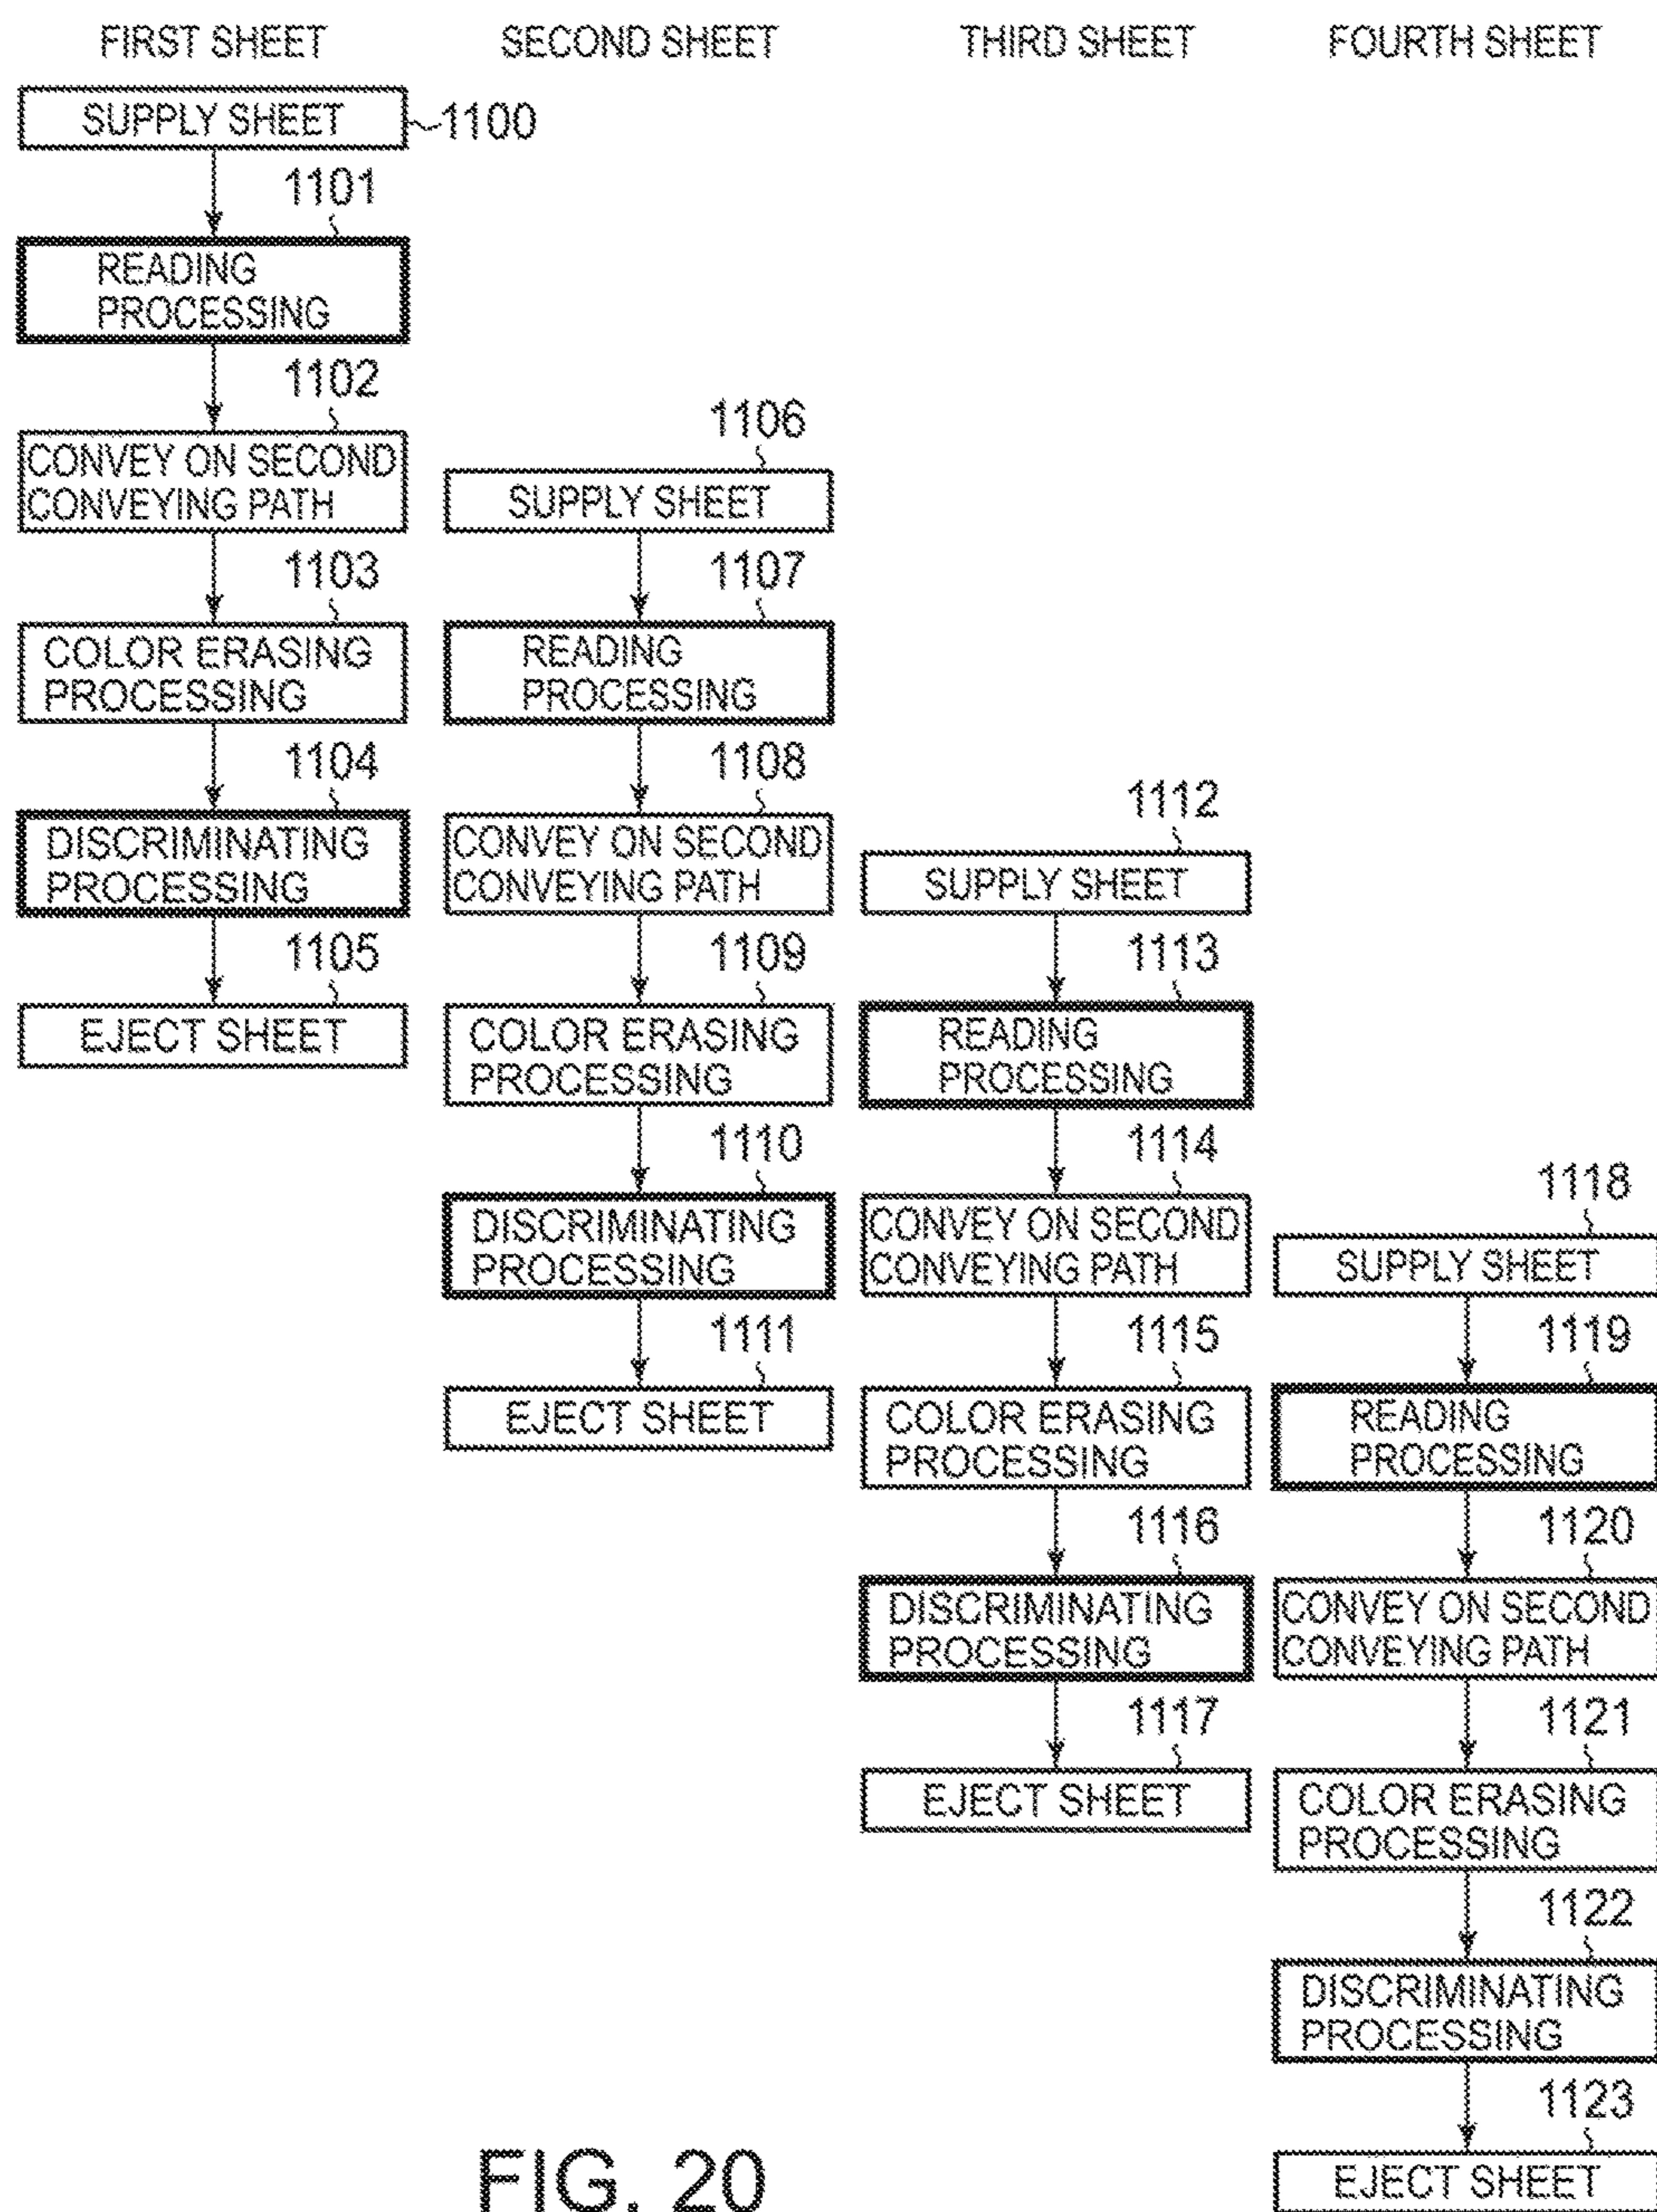 FIRST SHEET
SUPPLY SHEET
1100
1101
READING
PROCESSING
1102
CONVEY ON SECOND
CONVEYING PATH
1103
COLOR ERASING
PROCESSING
1104
DISCRIMINATING
PROCESSING
1105
EJECT SHEET
SECOND SHEET
1106
SUPPLY SHEET
1107
READING
PROCESSING
1108
CONVEY ON SECOND
CONVEYING PATH
1109
COLOR ERASING
PROCESSING
1110
DISCRIMINATING
PROCESSING
1111
EJECT SHEET
THIRD SHEET
1112
SUPPLY SHEET
1113
READING
PROCESSING
1114
CONVEY ON SECOND
CONVEYING PATH
1115
COLOR ERASING
PROCESSING
1116
DISCRIMINATING
PROCESSING
1117
EJECT SHEET
FOURTH SHEET
1118
SUPPLY SHEET
1119
READING
PROCESSING
1120
CONVEY ON SECOND
CONVEYING PATH
1121
COLOR ERASING
PROCESSING
1122
DISCRIMINATING
PROCESSING
1123
EJECT SHEET
FIG. 20